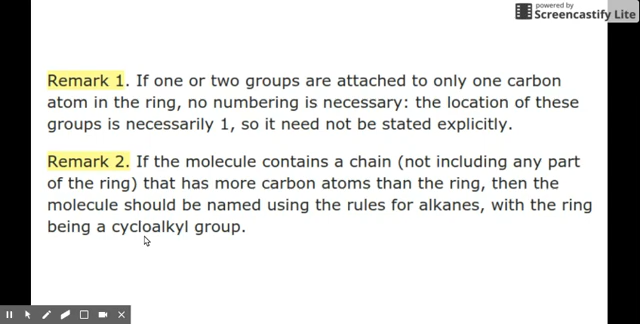 powered by
Screencastify Lite
Remark 1. If one or two groups are attached to only one carbon
atom in the ring, no numbering is necessary: the location of these
groups is necessarily 1, so it need not be stated explicitly.
Remark 2. If the molecule contains a chain (not including any part
of the ring) that has more carbon atoms than the ring, then the
molecule should be named using the rules for alkanes, with the ring
being a cycloalkyl group.